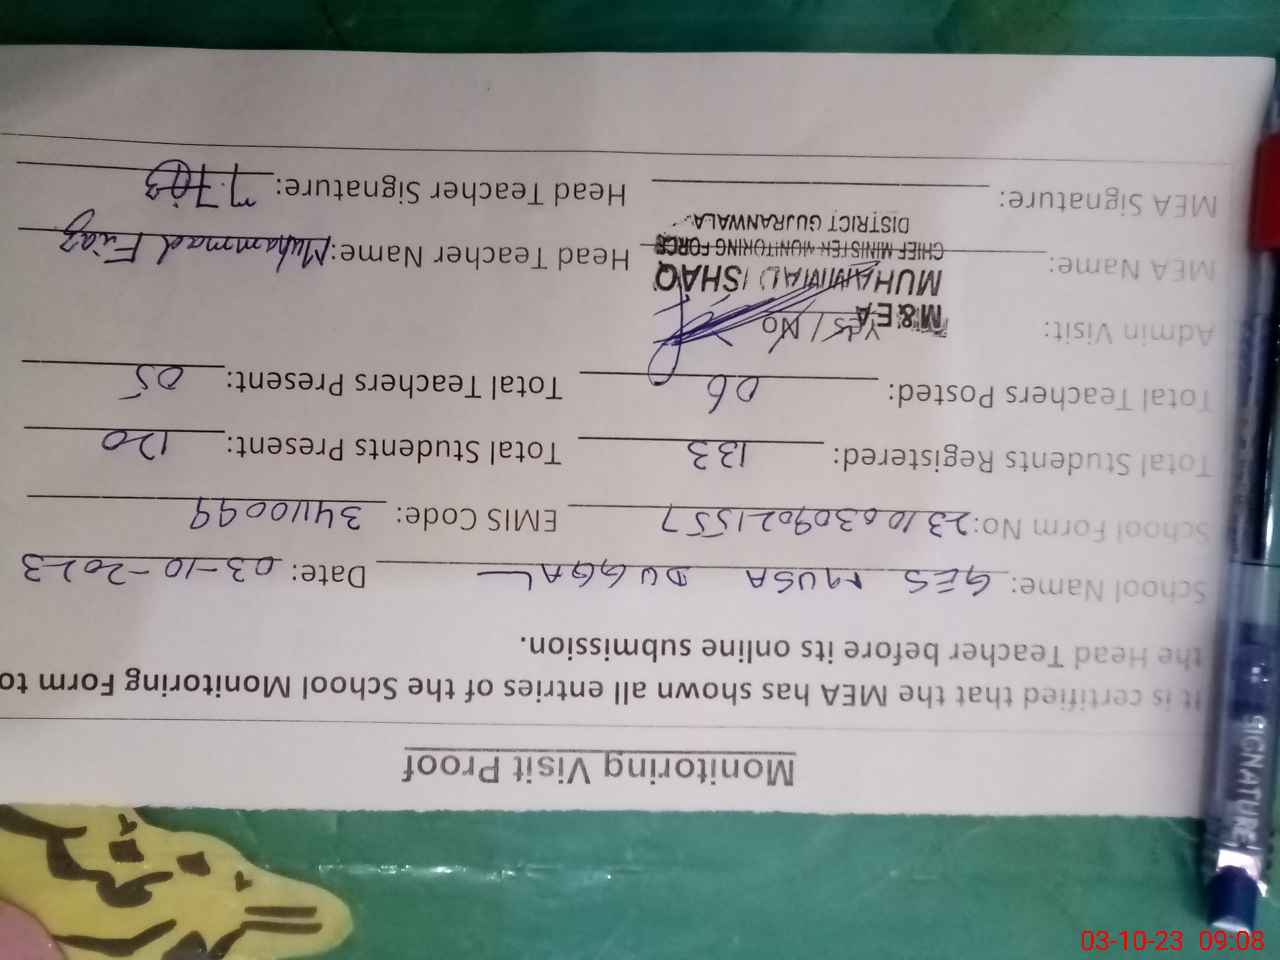 Monitoring Visit Proof
It is certified that the MEA has shown all entries of the School Monitoring Form to
the Head Teacher before its online submission.
School Name: GES MUSA DUGGAL Date: 03-10-2023
School Form No: 23100309021557 EMIS Code: 34110099
Total Students Registered: 133 Total Students Present: 120
Total Teachers Posted: 06 Total Teachers Present: 05
Admin Visit: Yes / No
M&EA
MUHAMMAD ISHAQ
MEA Name: Head Teacher Name: Muhammad Fiaz
CHIEF MINISTER MONITORING FORCE
DISTRICT GUJRANWALA
MEA Signature: Head Teacher Signature:
SIGNATURE
03-10-23 09:08